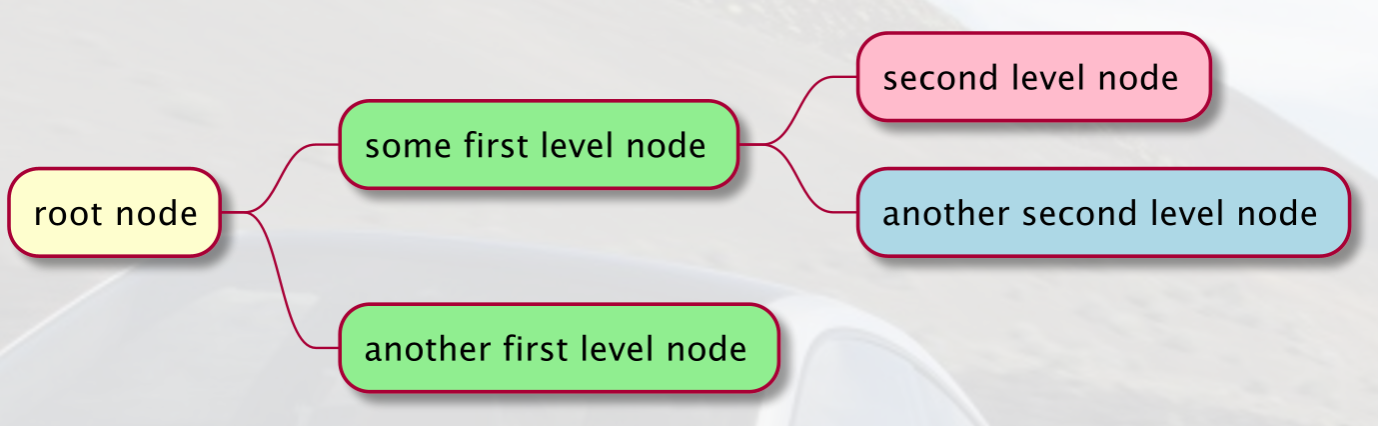 root node
some first level node
another first level node
second level node
another second level node